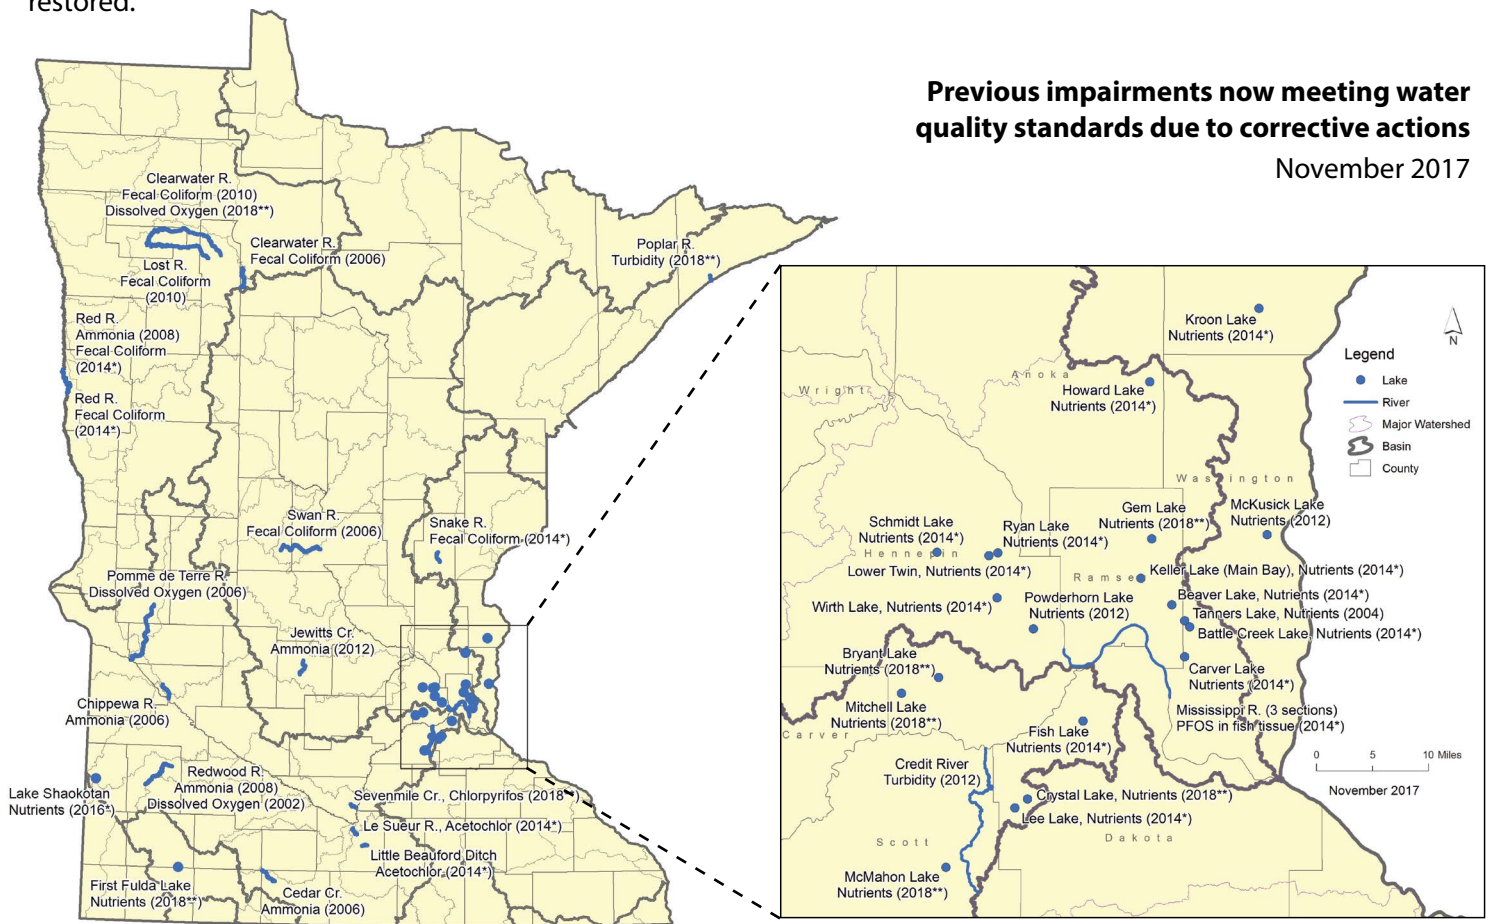 restored.
Previous impairments now meeting water
quality standards due to corrective actions
November 2017
Clearwater R.
Fecal Coliform (2010)
Dissolved Oxygen (2018**)
Clearwater R.
Fecal Coliform (2006)
Lost R.
Fecal Coliform
(2010)
Poplar R.
Turbidity (2018**)
Red R.
Ammonia (2008)
Fecal Coliform
(2014*)
Red R.
Fecal Coliform
(2014*)
Swan R.
Fecal Coliform (2006)
Snake R.
Fecal Coliform (2014*)
Pomme de Terre R.
Dissolved Oxygen (2006)
Jewitts Cr.
Ammonia (2012)
Chippewa R.
Ammonia (2006)
Lake Shaokotan
Nutrients (2016*)
Redwood R.
Ammonia (2008)
Dissolved Oxygen (2002)
Sevenmile Cr., Chlorpyrifos (2018**)
Le Sueur R., Acetochlor (2014*)
Little Beauford Ditch
Acetochlor (2014*)
First Fulda Lake
Nutrients (2018**)
Cedar Cr.
Ammonia (2006)
Kroon Lake
Nutrients (2014*)
Anoka
Wright
Howard Lake
Nutrients (2014*)
Washington
Gem Lake
Nutrients (2018**)
McKusick Lake
Nutrients (2012)
Schmidt Lake
Nutrients (2014*)
Ryan Lake
Nutrients (2014*)
Hennepin
Lower Twin, Nutrients (2014*)
Ramse
Keller Lake (Main Bay), Nutrients (2014*)
Wirth Lake, Nutrients (2014*)
Powderhorn Lake
Nutrients (2012)
Beaver Lake, Nutrients (2014*)
Tanners Lake, Nutrients (2004)
Battle Creek Lake, Nutrients (2014*)
Bryant Lake
Nutrients (2018**)
Carver Lake
Nutrients (2014*)
Mitchell Lake
Nutrients (2018**)
Carver
Mississippi R. (3 sections)
PFOS in fish tissue (2014*)
Fish Lake
Nutrients (2014*)
Credit River
Turbidity (2012)
Crystal Lake, Nutrients (2018**)
Lee Lake, Nutrients (2014*)
Scott
Dakota
McMahon Lake
Nutrients (2018**)
N
Legend
Lake
River
Major Watershed
Basin
County
0 5 10 Miles
November 2017